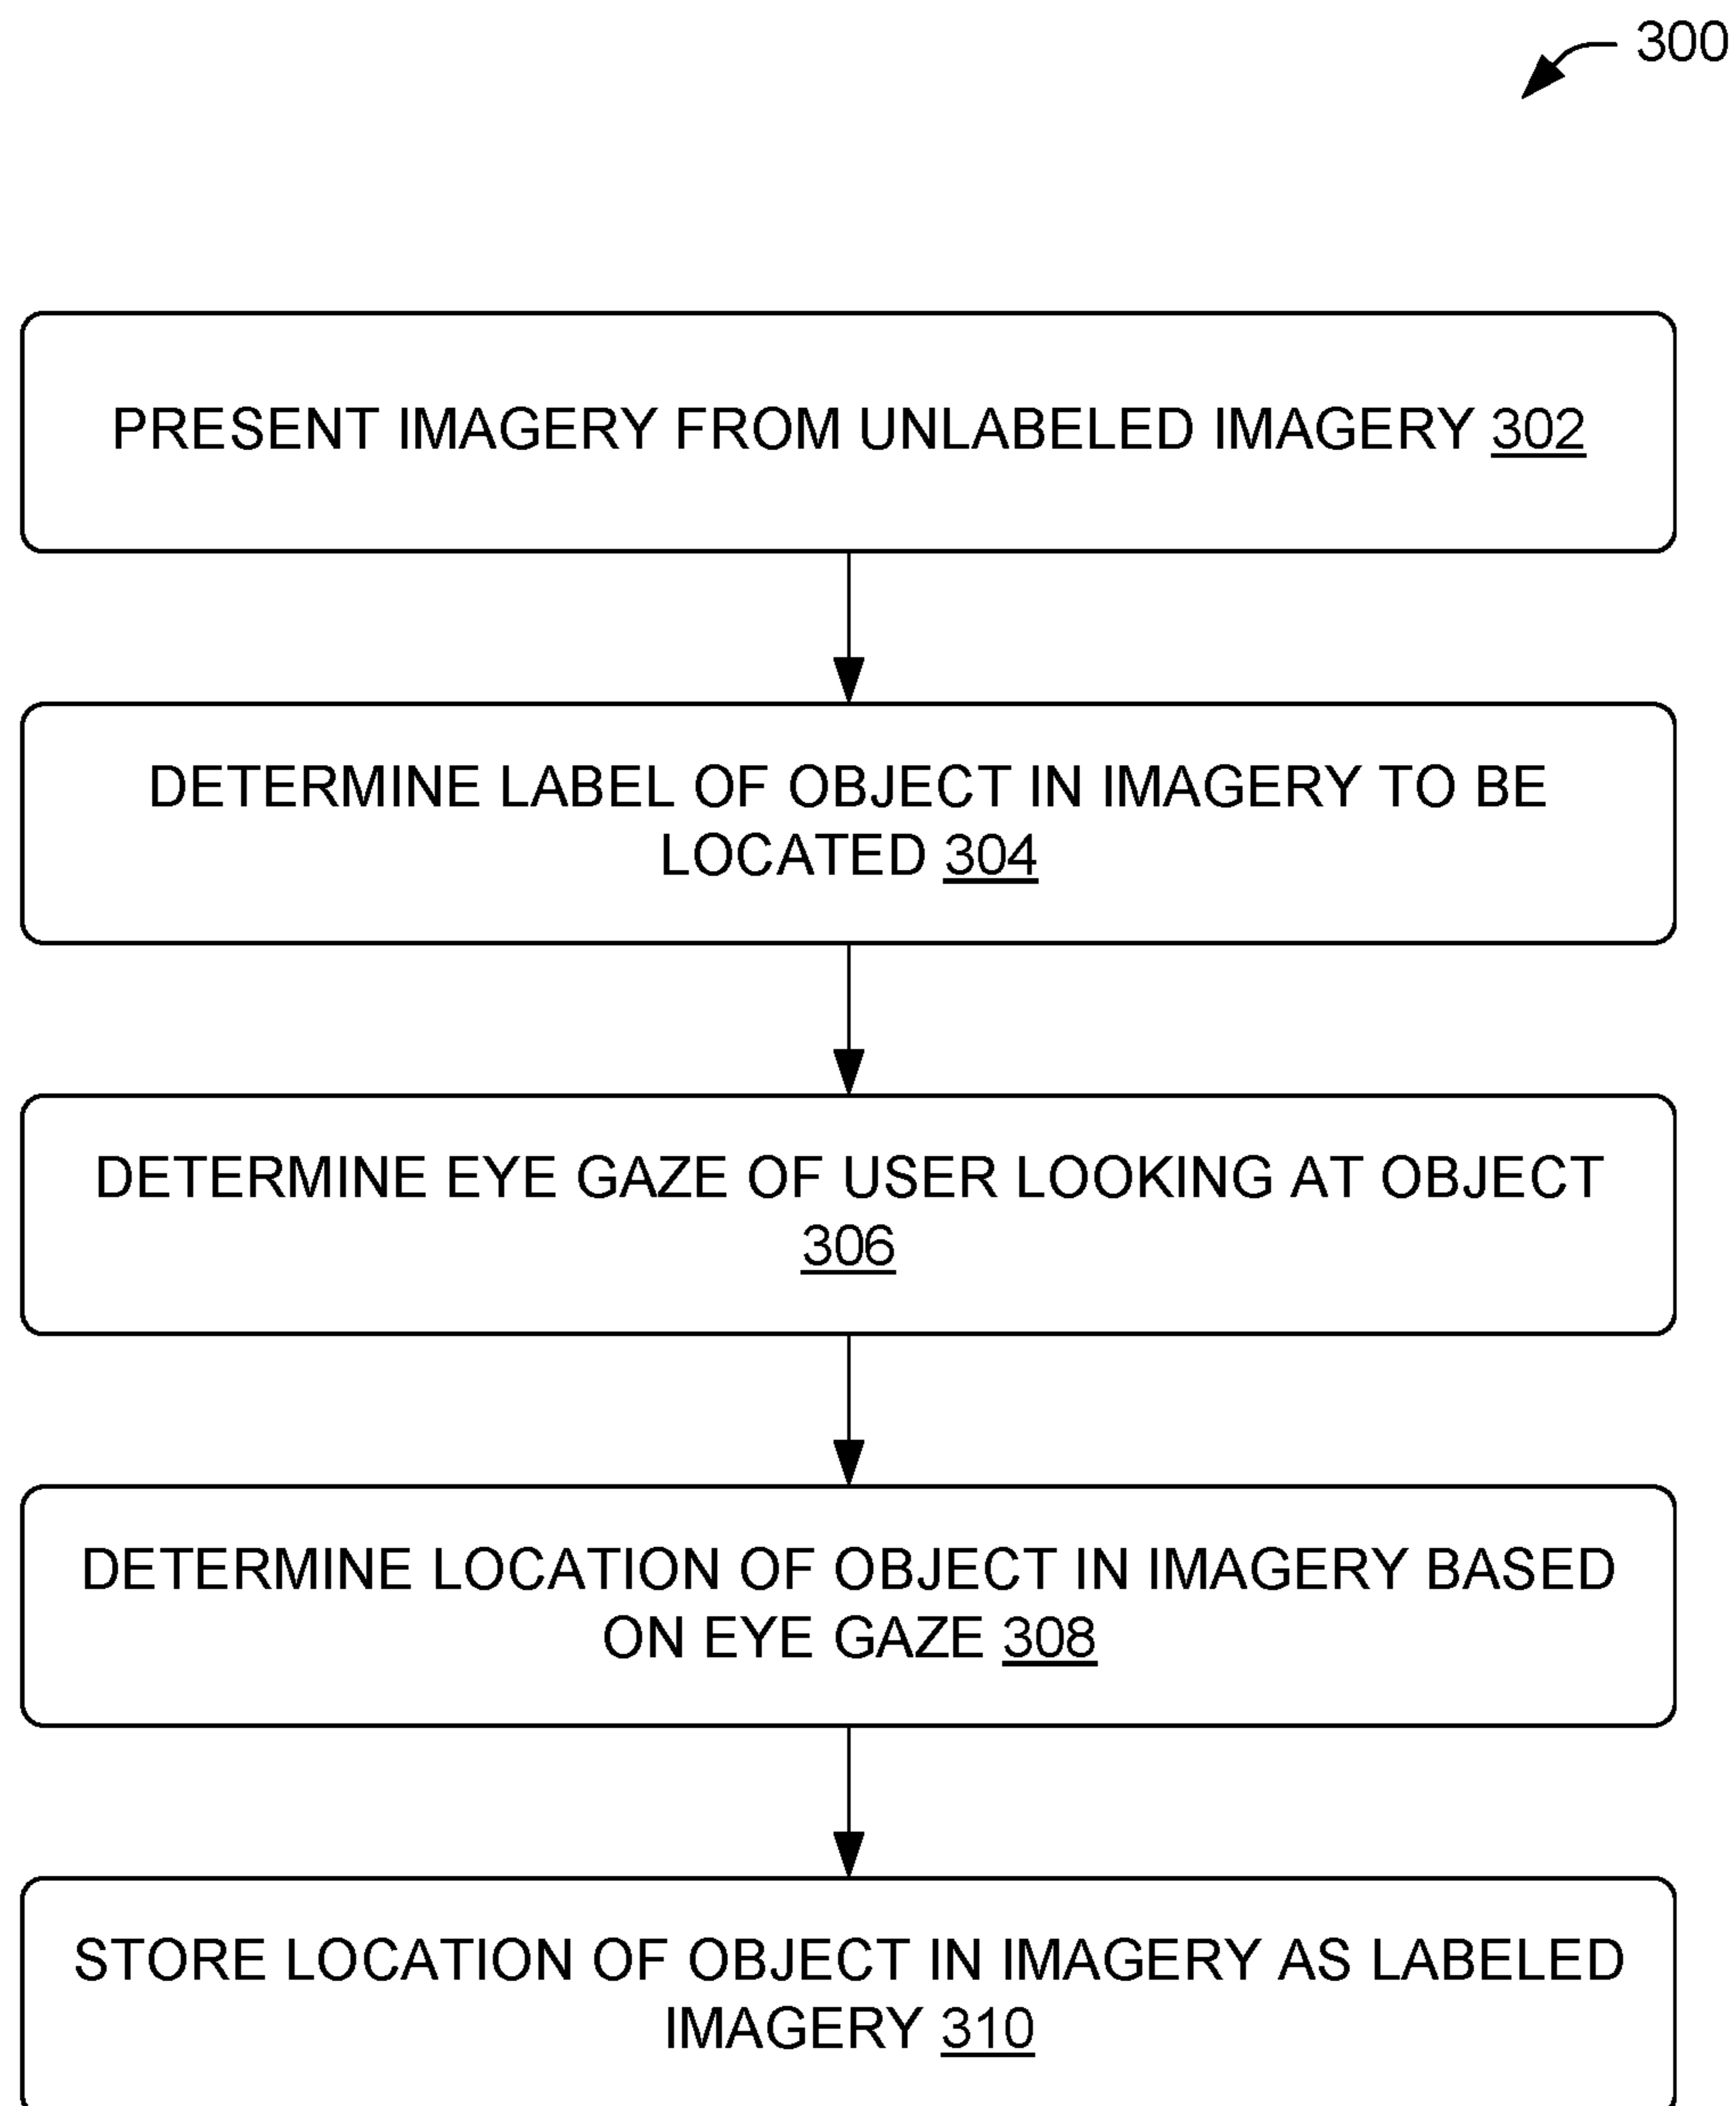 300
PRESENT IMAGERY FROM UNLABELED IMAGERY 302
DETERMINE LABEL OF OBJECT IN IMAGERY TO BE
LOCATED 304
DETERMINE EYE GAZE OF USER LOOKING AT OBJECT
306
DETERMINE LOCATION OF OBJECT IN IMAGERY BASED
ON EYE GAZE 308
STORE LOCATION OF OBJECT IN IMAGERY AS LABELED
IMAGERY 310